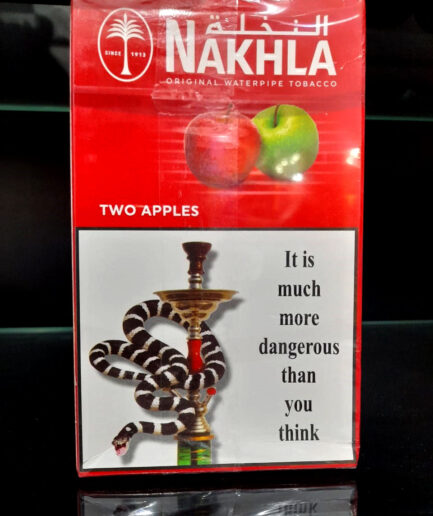 النخلة
SINCE 1913
NAKHLA
ORIGINAL WATERPIPE TOBACCO
TWO APPLES
It is
much
more
dangerous
than
you
think